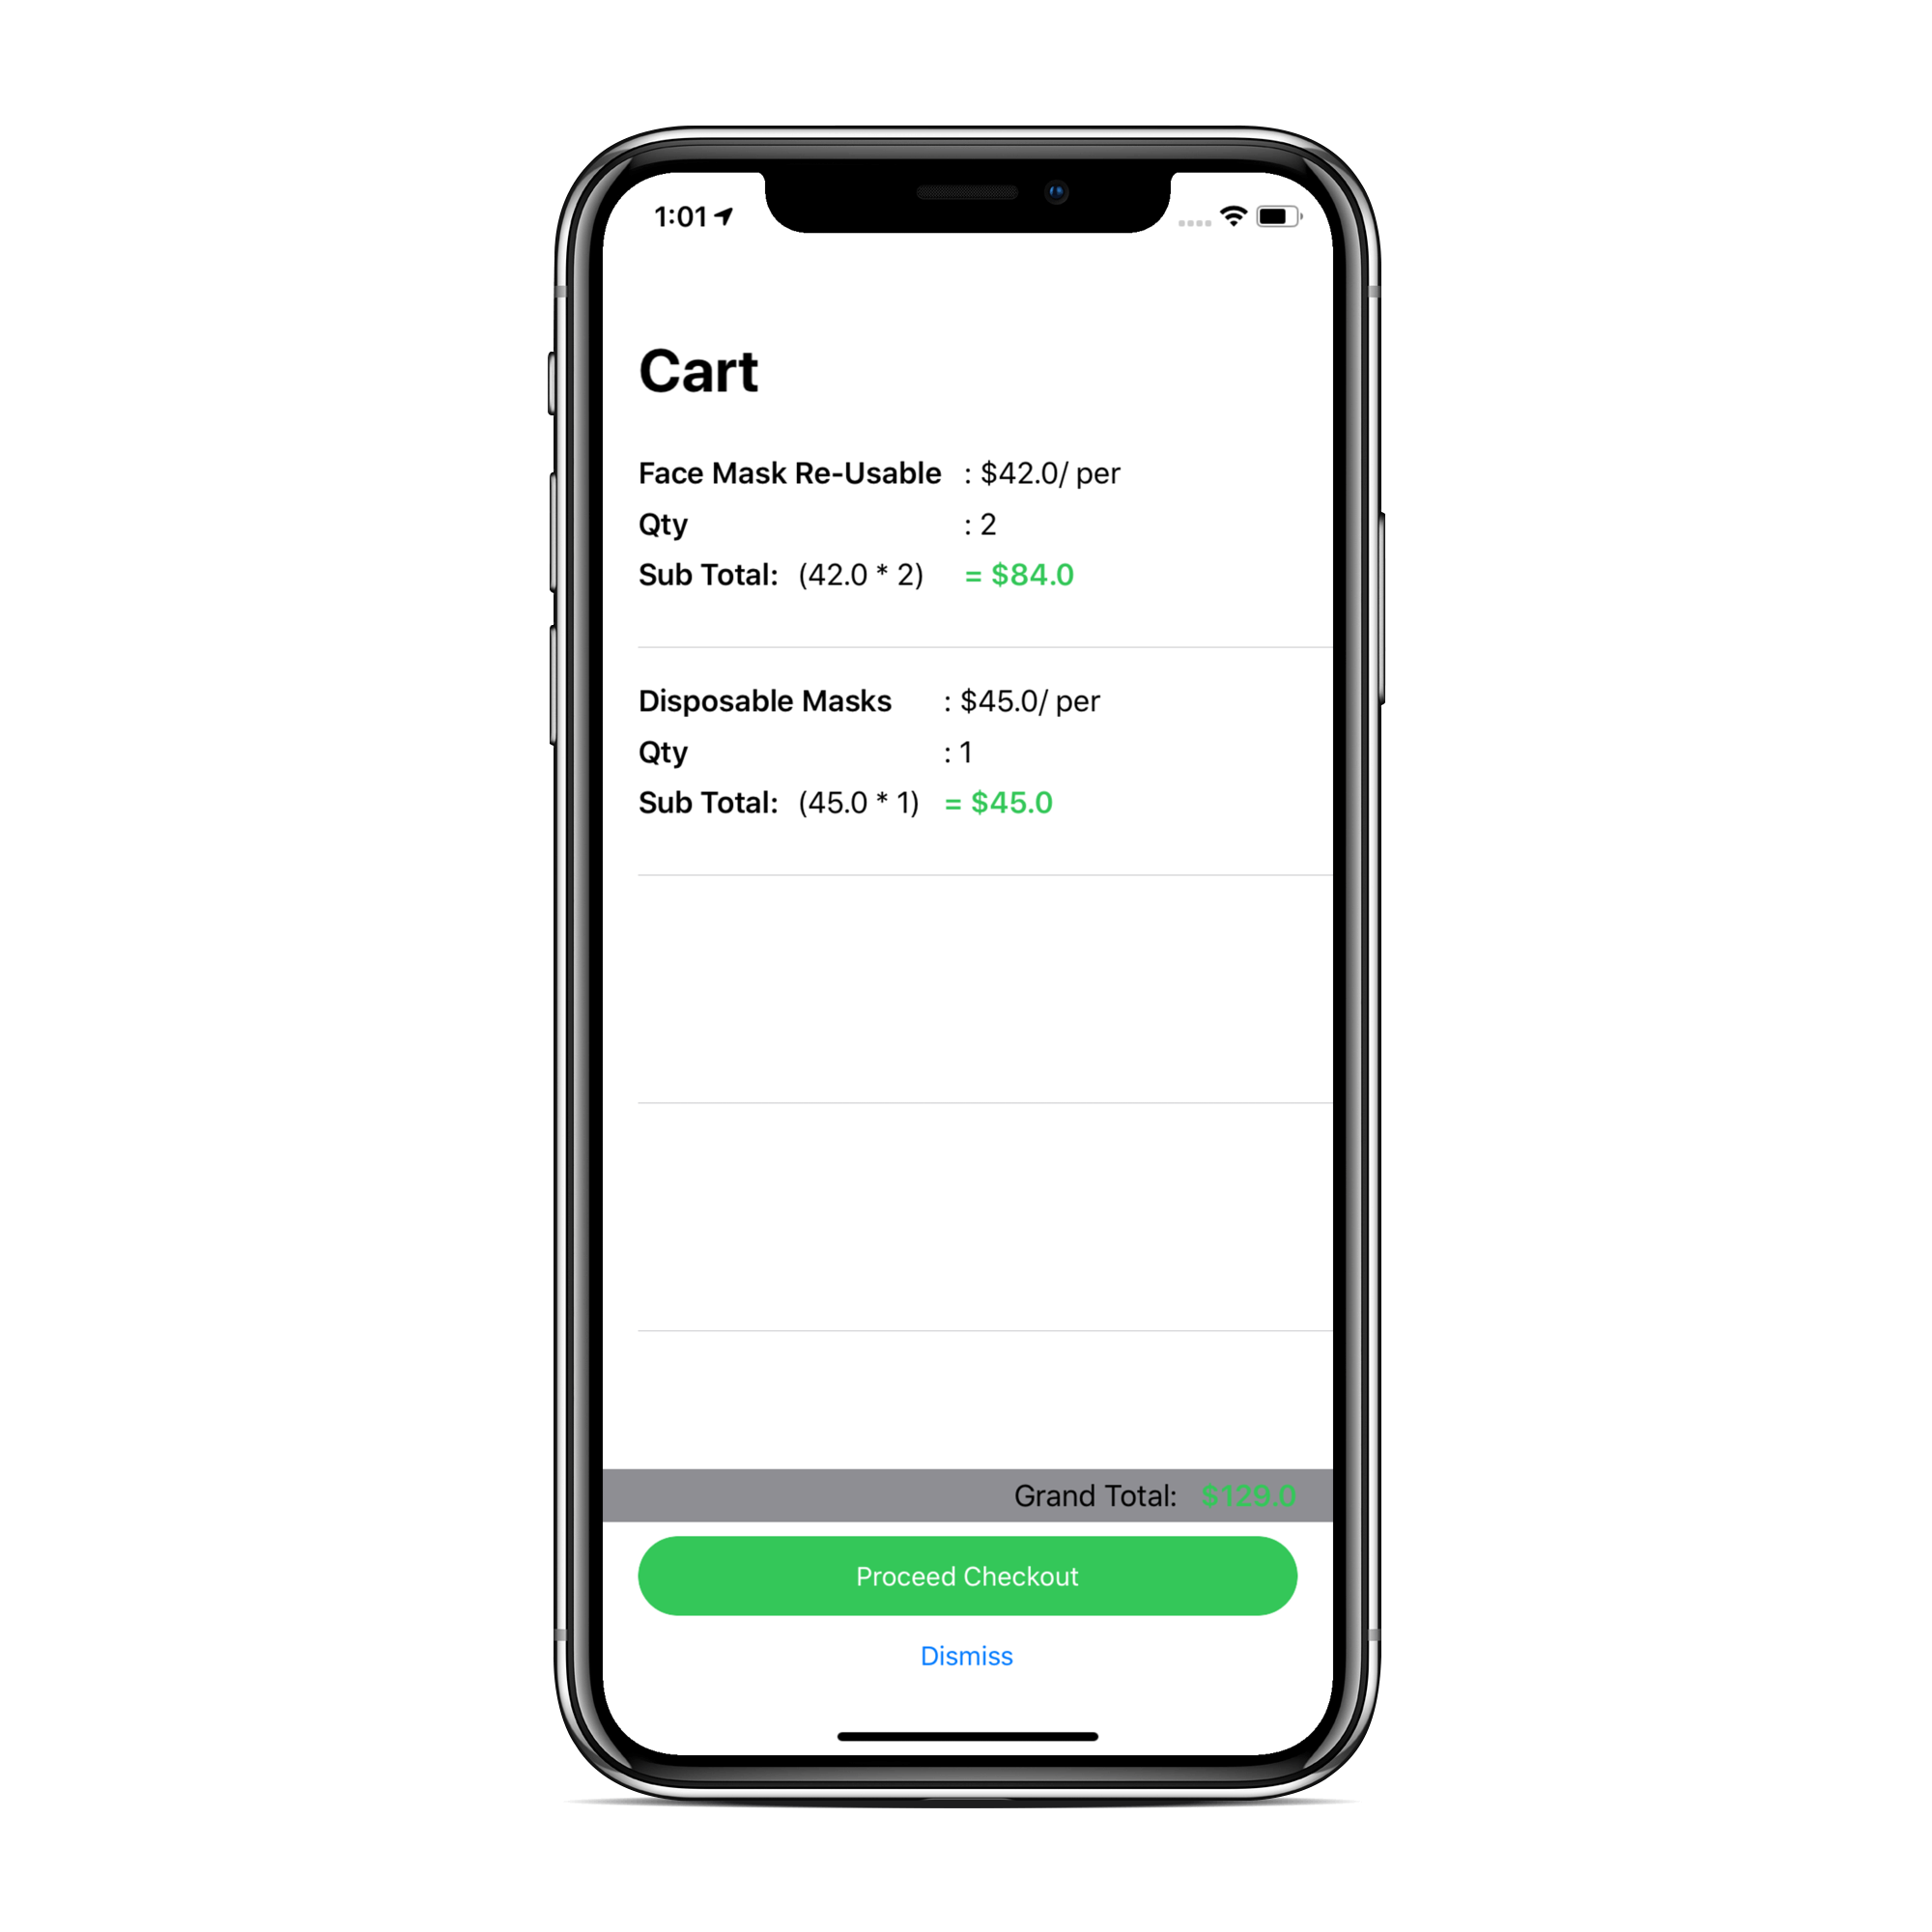 1:01
Cart
Face Mask Re-Usable : $42.0/ per
Qty : 2
Sub Total: (42.0 * 2) = $84.0
Disposable Masks : $45.0/ per
Qty : 1
Sub Total: (45.0 * 1) = $45.0
Grand Total: $129.0
Proceed Checkout
Dismiss